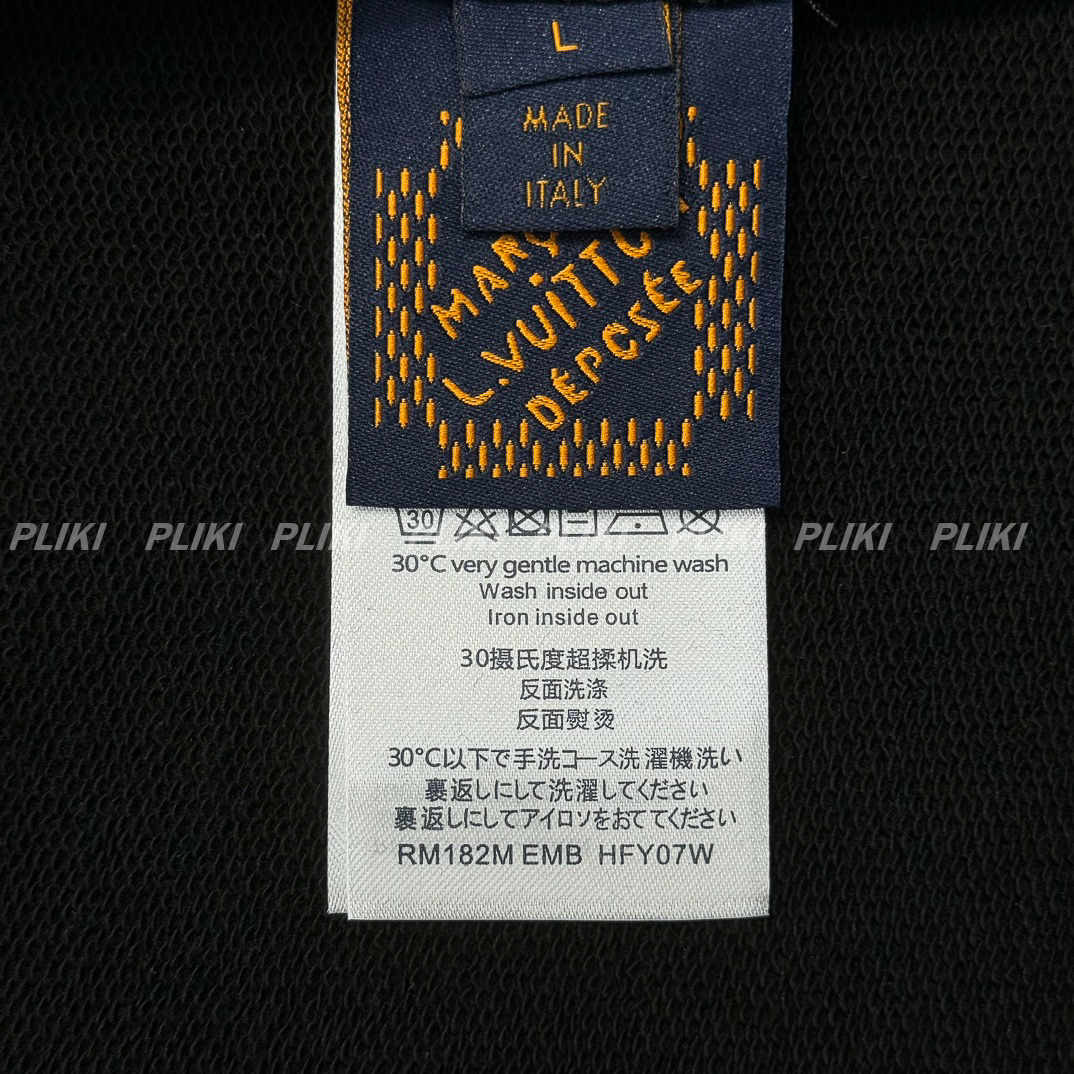 L
MADE
IN
ITALY
L.VUITTO
DÉPOSÉE
30
PLIKI PLIKI PLIKI PLIKI
30°C very gentle machine wash
Wash inside out
Iron inside out
30摄氏度超揉机洗
反面洗涤
反面熨烫
30°C以下で手洗コース洗濯機洗い
裏返しにして洗濯してください
裏返しにしてアイロソをおててください
RM182M EMB HFY07W